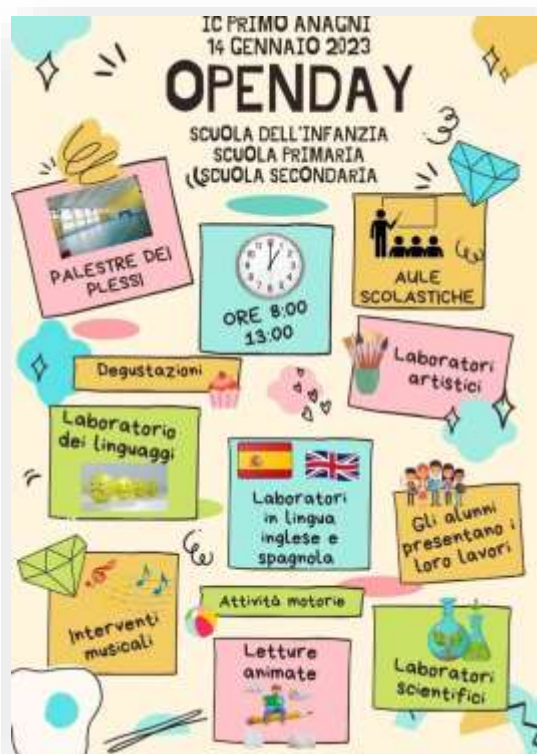 IC PRIMO ANAGNI
14 GENNAIO 2023
OPENDAY
SCUOLA DELL'INFANZIA
SCUOLA PRIMARIA
SCUOLA SECONDARIA
PALESTRE DEI
PLESSI
ORE 8:00
13:00
AULE
SCOLASTICHE
Degustazioni
Laboratori
artistici
Laboratorio
dei linguaggi
Laboratori
in lingua
inglese e
spagnola
Gli alunni
presentano i
loro lavori
Interventi
musicali
Attività motorie
Letture
animate
Laboratori
scientifici